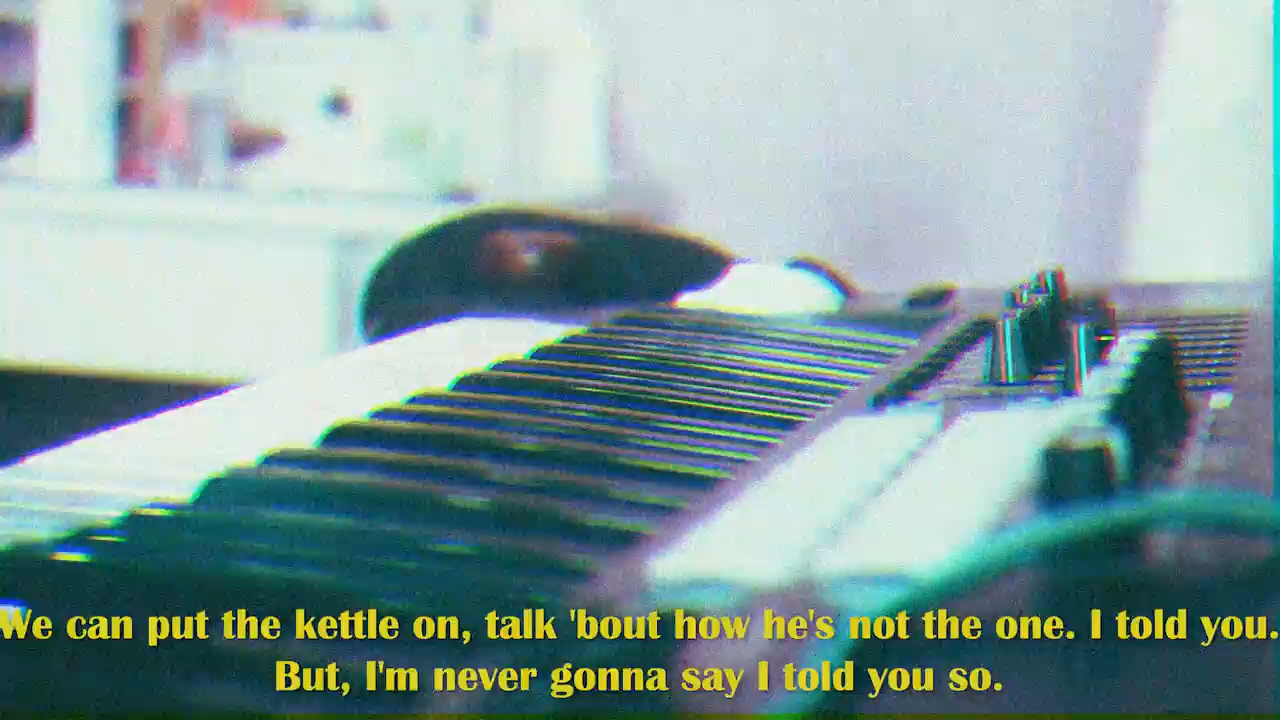 We can put the kettle on, talk 'bout how he's not the one. I told you.
But, I'm never gonna say I told you so.